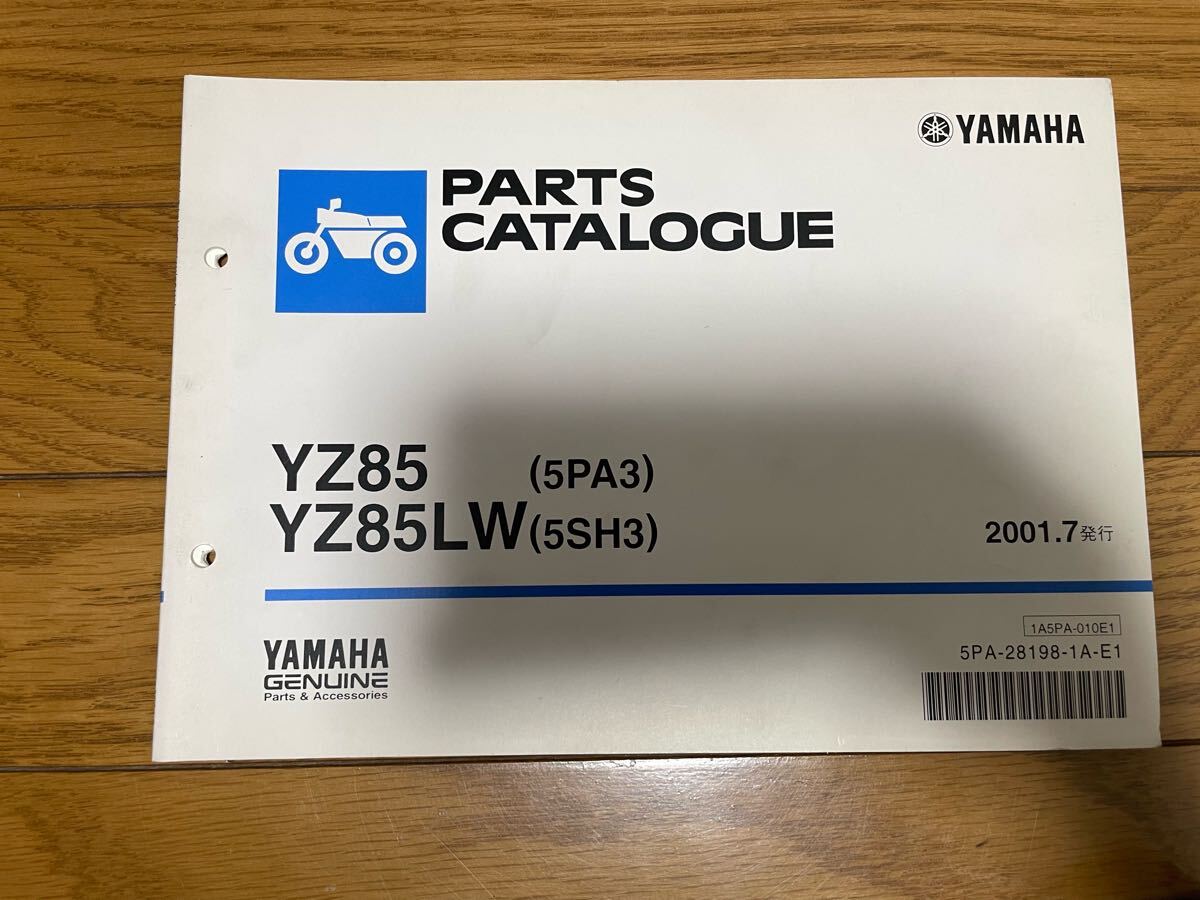 YAMAHA
PARTS
CATALOGUE
YZ85 (5PA3)
YZ85LW (5SH3)
2001.7発行
1A5PA-010E1
5PA-28198-1A-E1
YAMAHA
GENUINE
Parts & Accessories